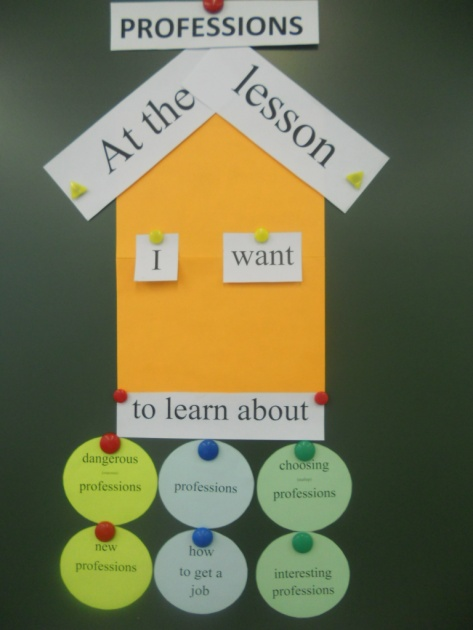 PROFESSIONS
At the lesson
I want
to learn about
dangerous
professions
professions
choosing
professions
new
professions
how
to get a
job
interesting
professions